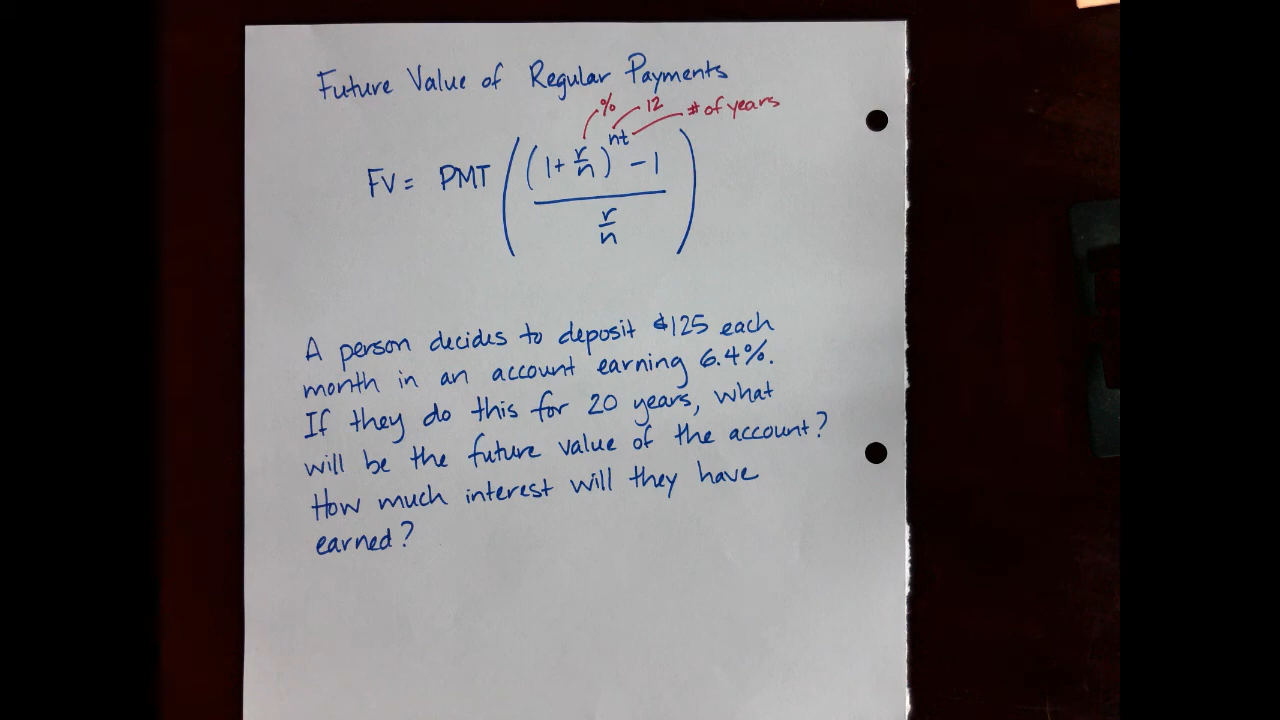 Future Value of Regular Payments
% 12 # of years
FV = PMT ( ( (1 + r/n)^nt - 1 ) / ( r/n ) )
A person decides to deposit $125 each
month in an account earning 6.4%.
If they do this for 20 years, what
will be the future value of the account?
How much interest will they have
earned?